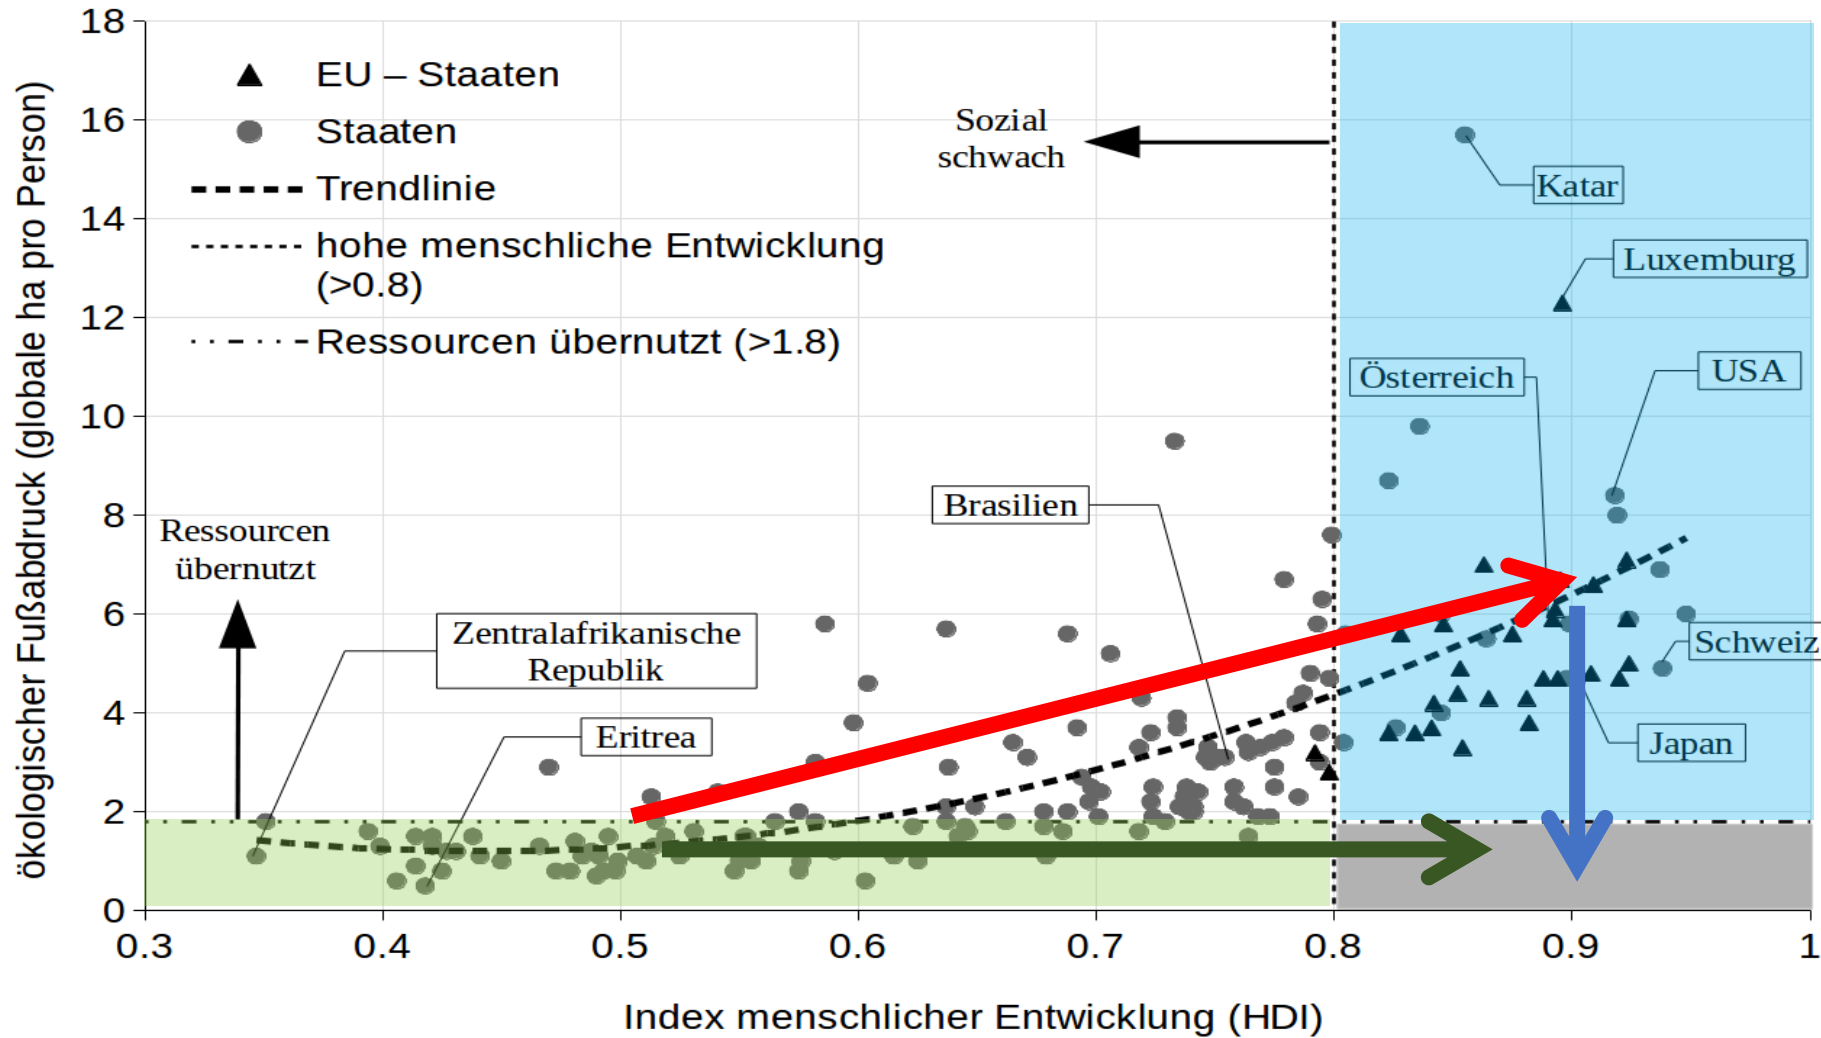 ökologischer Fußabdruck (globale ha pro Person)
18
16
14
12
10
8
6
4
2
0
EU – Staaten
Staaten
Trendlinie
hohe menschliche Entwicklung
(>0.8)
Ressourcen übernutzt (>1.8)
Sozial
schwach
Katar
Luxemburg
Österreich
USA
Brasilien
Ressourcen
übernutzt
Zentralafrikanische
Republik
Eritrea
Schweiz
Japan
0.3
0.4
0.5
0.6
0.7
0.8
0.9
1
Index menschlicher Entwicklung (HDI)